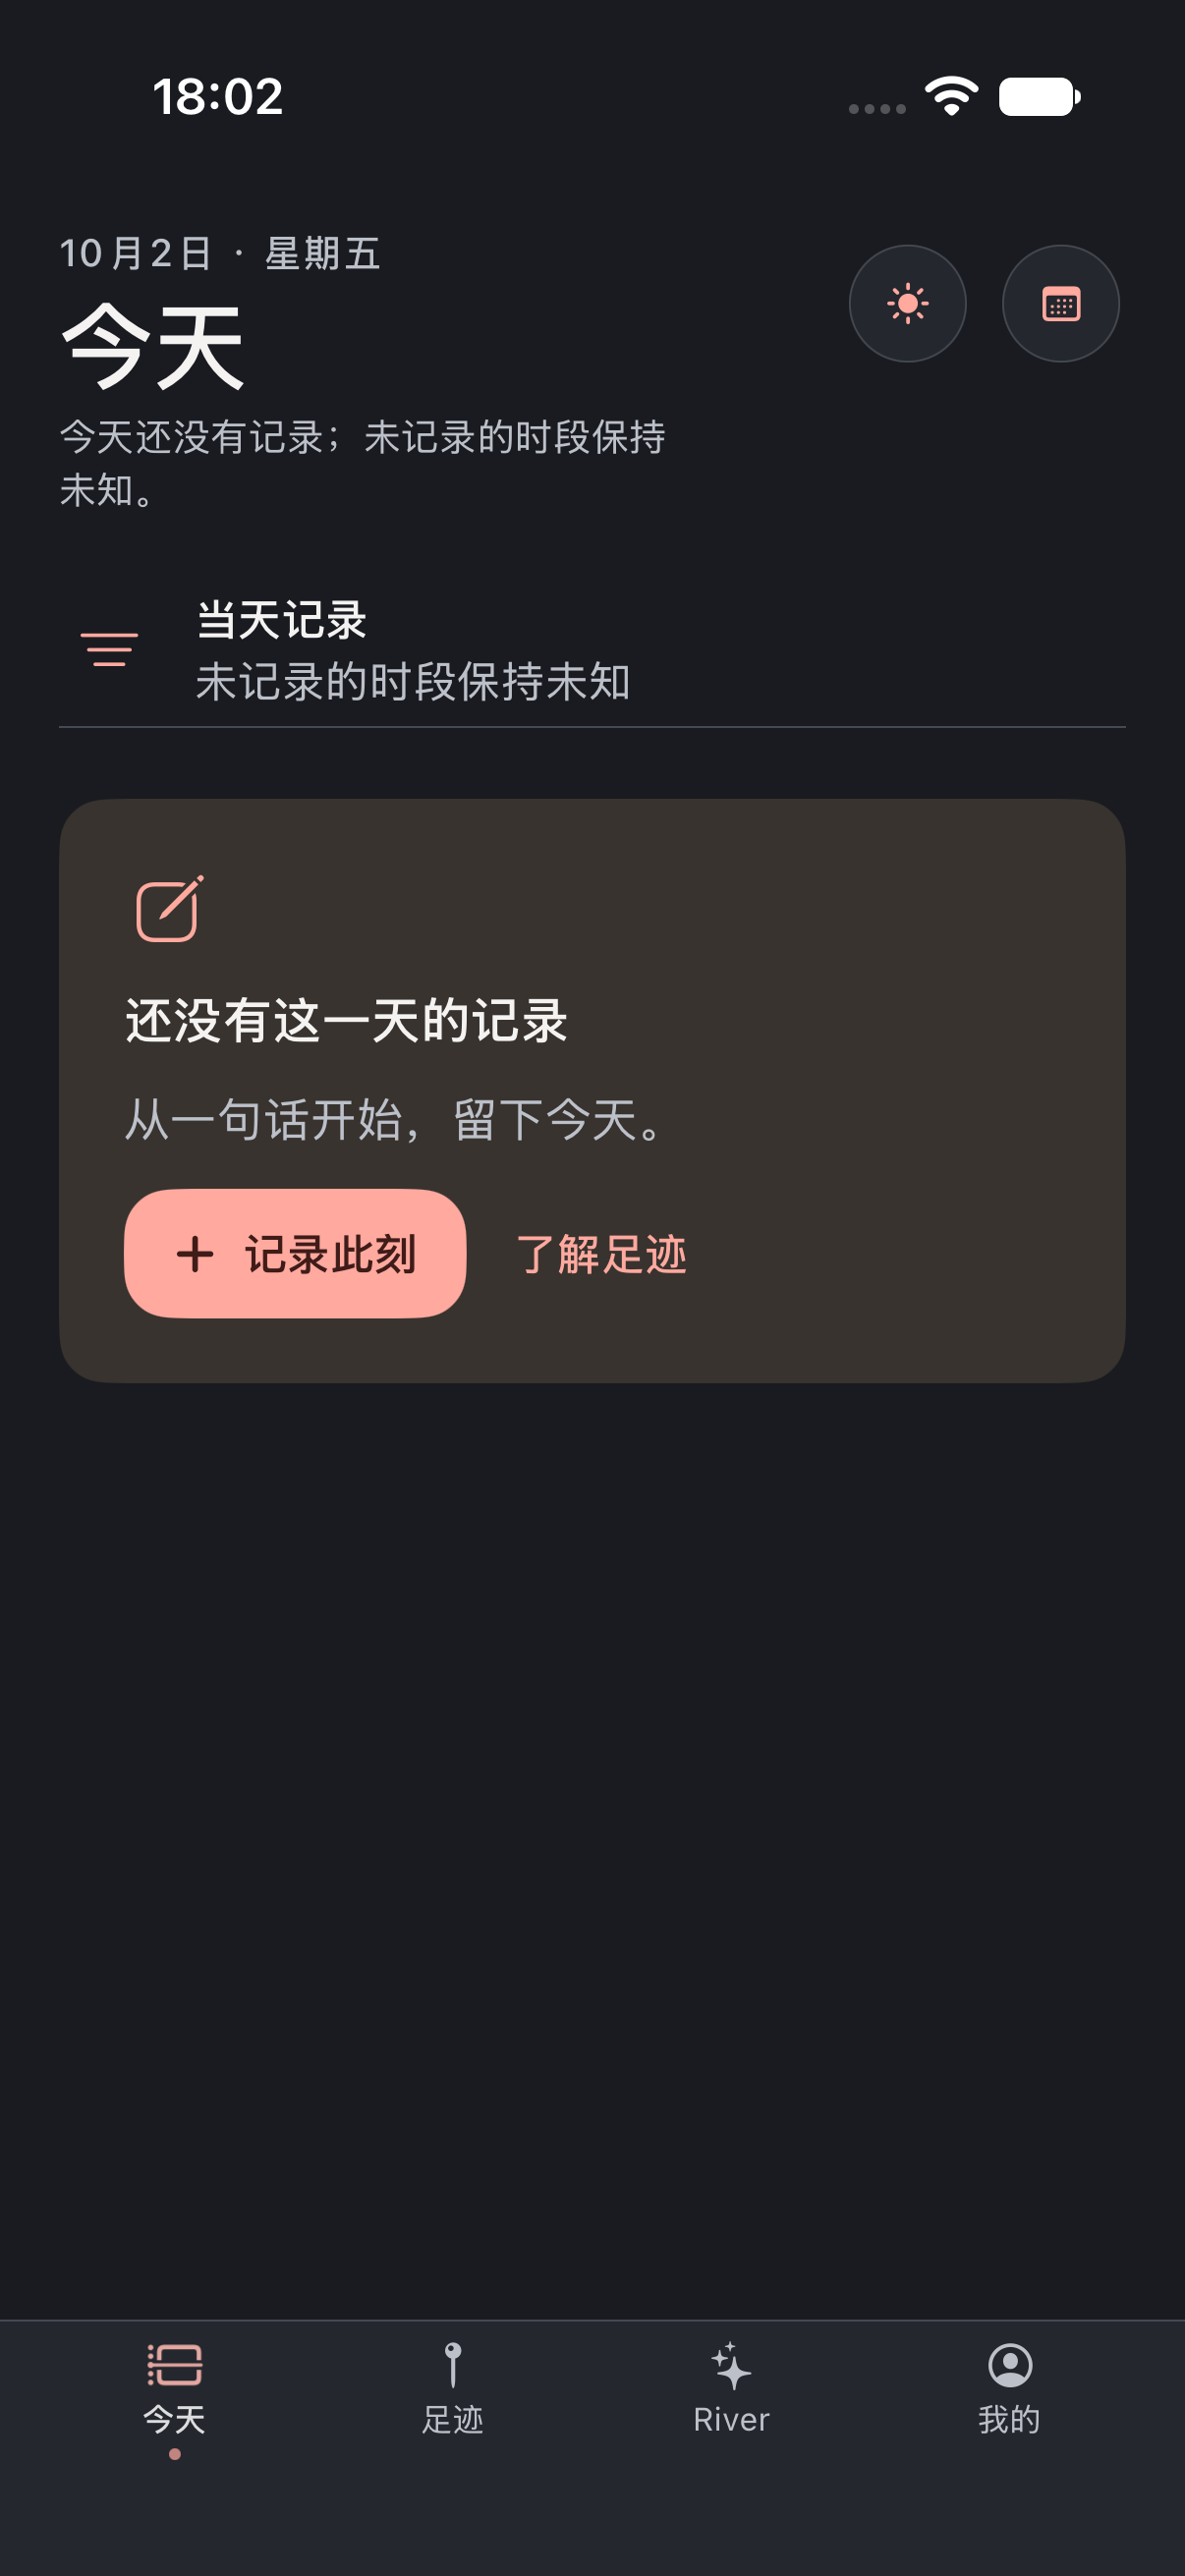 18:02
10月2日 · 星期五
今天
今天还没有记录；未记录的时段保持
未知。
当天记录
未记录的时段保持未知
还没有这一天的记录
从一句话开始，留下今天。
+ 记录此刻
了解足迹
今天
足迹
River
我的